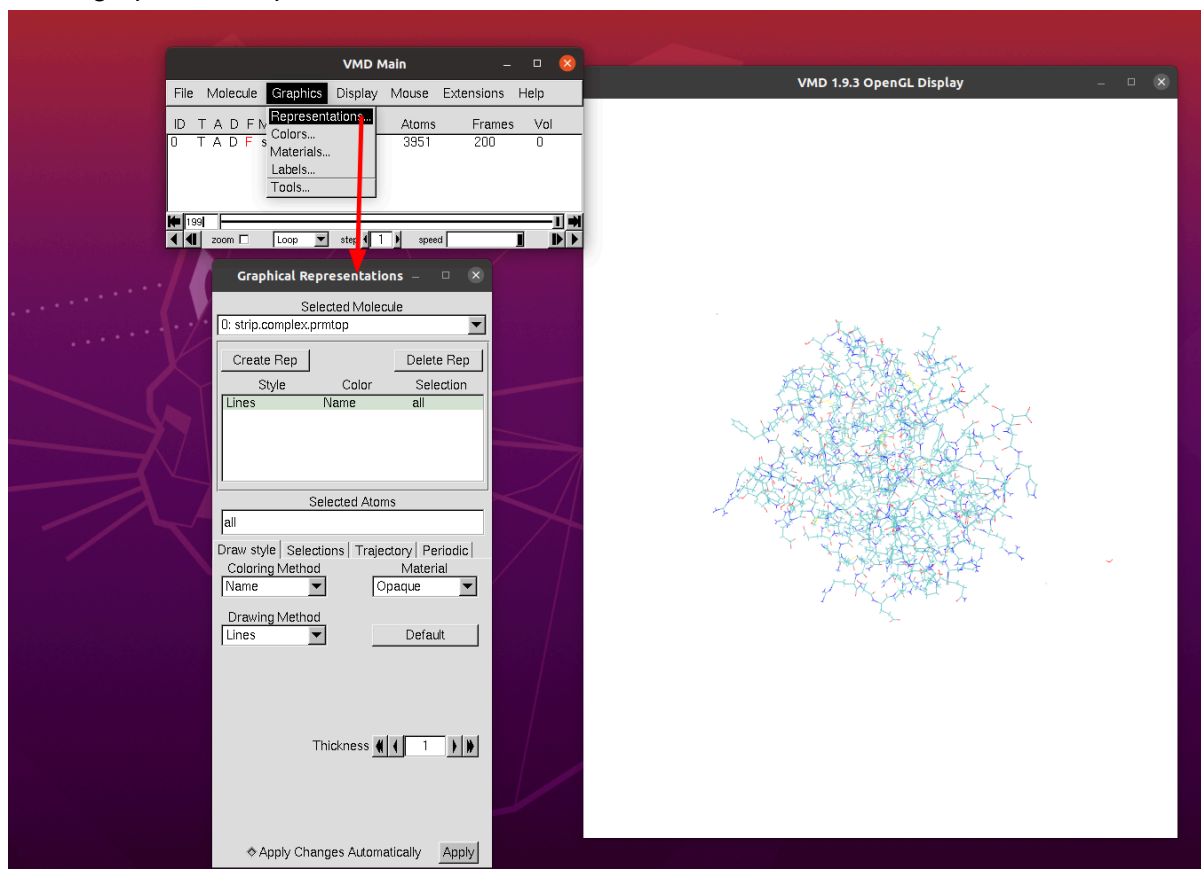 VMD Main
File Molecule Graphics Display Mouse Extensions Help
ID T A D F Atoms Frames Vol
0 T A D F s 3951 200 0
Representations...
Colors...
Materials...
Labels...
Tools...
199
zoom Loop step 1 speed
VMD 1.9.3 OpenGL Display
Graphical Representations
Selected Molecule
0: strip.complex.prmtop
Create Rep Delete Rep
Style Color Selection
Lines Name all
Selected Atoms
all
Draw style Selections Trajectory Periodic
Coloring Method Material
Name Opaque
Drawing Method
Lines Default
Thickness 1
Apply Changes Automatically Apply